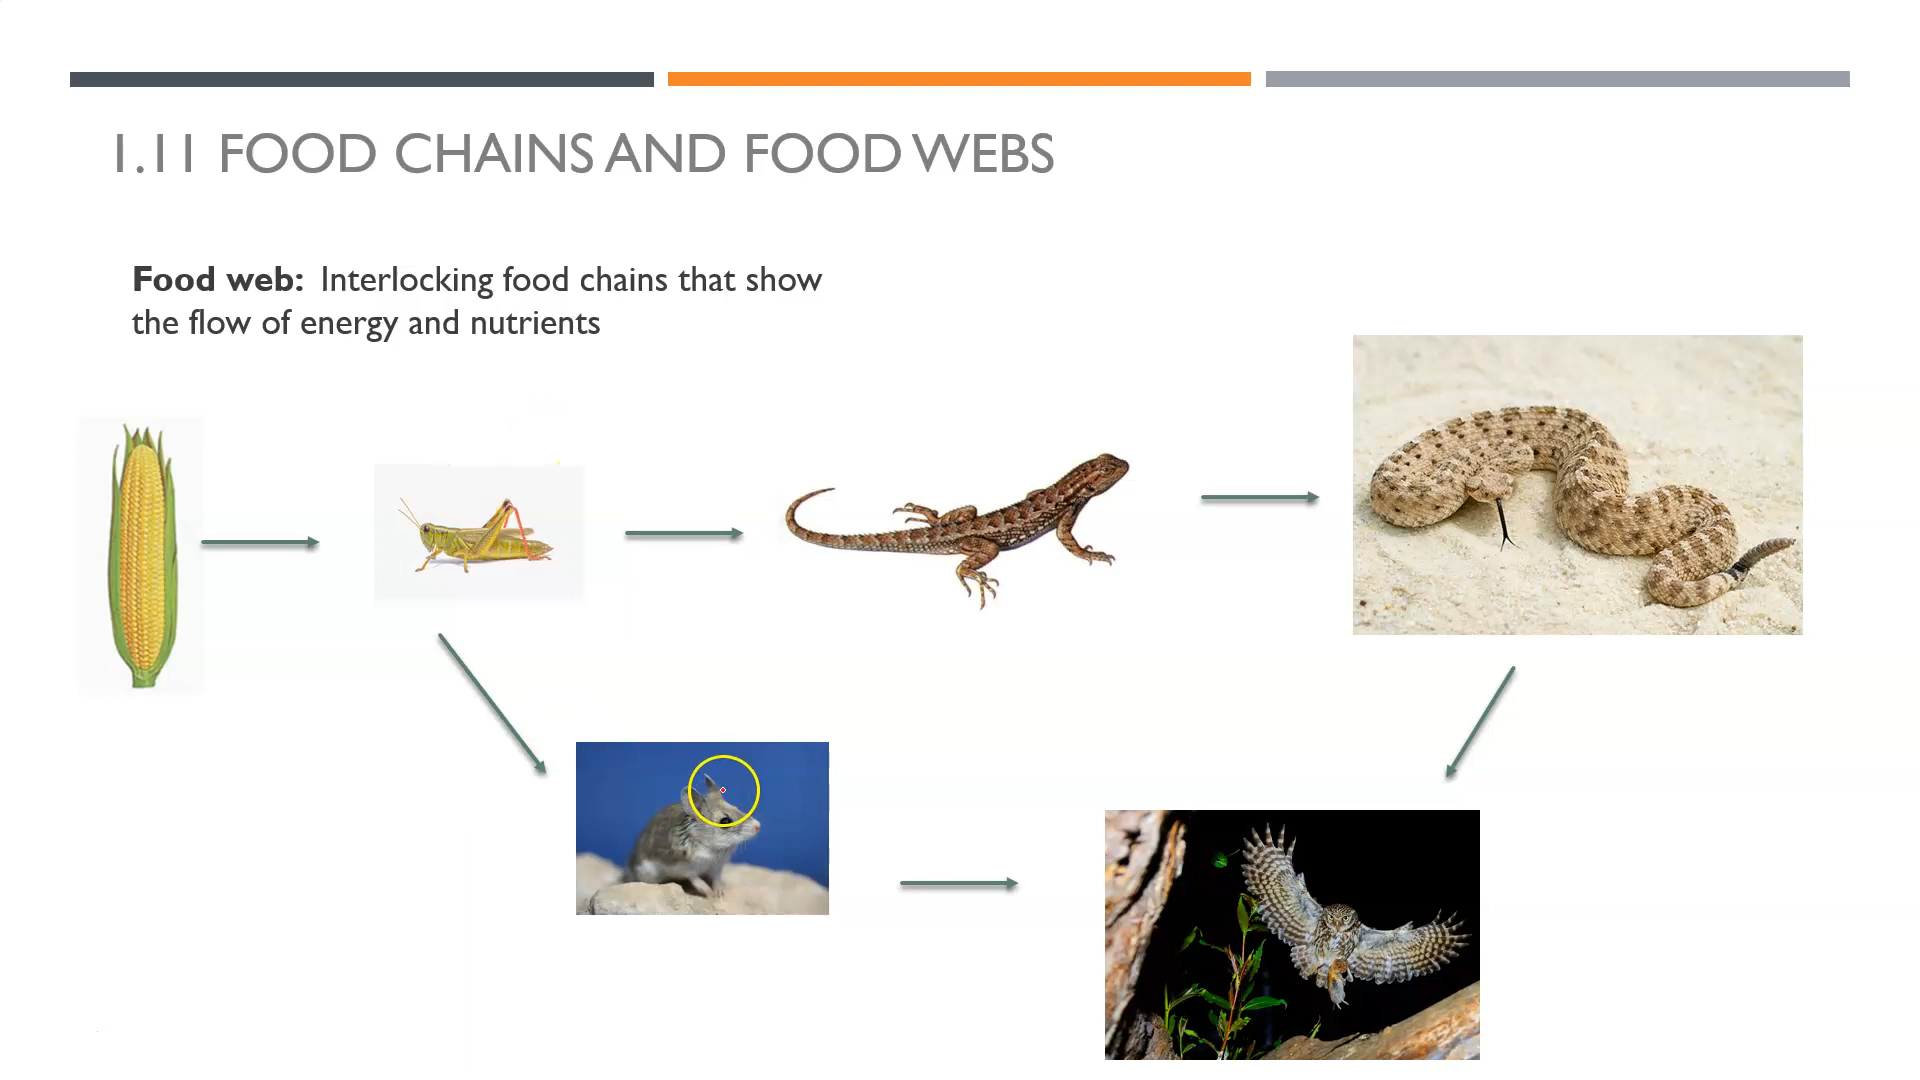 1.11 FOOD CHAINS AND FOOD WEBS
Food web: Interlocking food chains that show
the flow of energy and nutrients